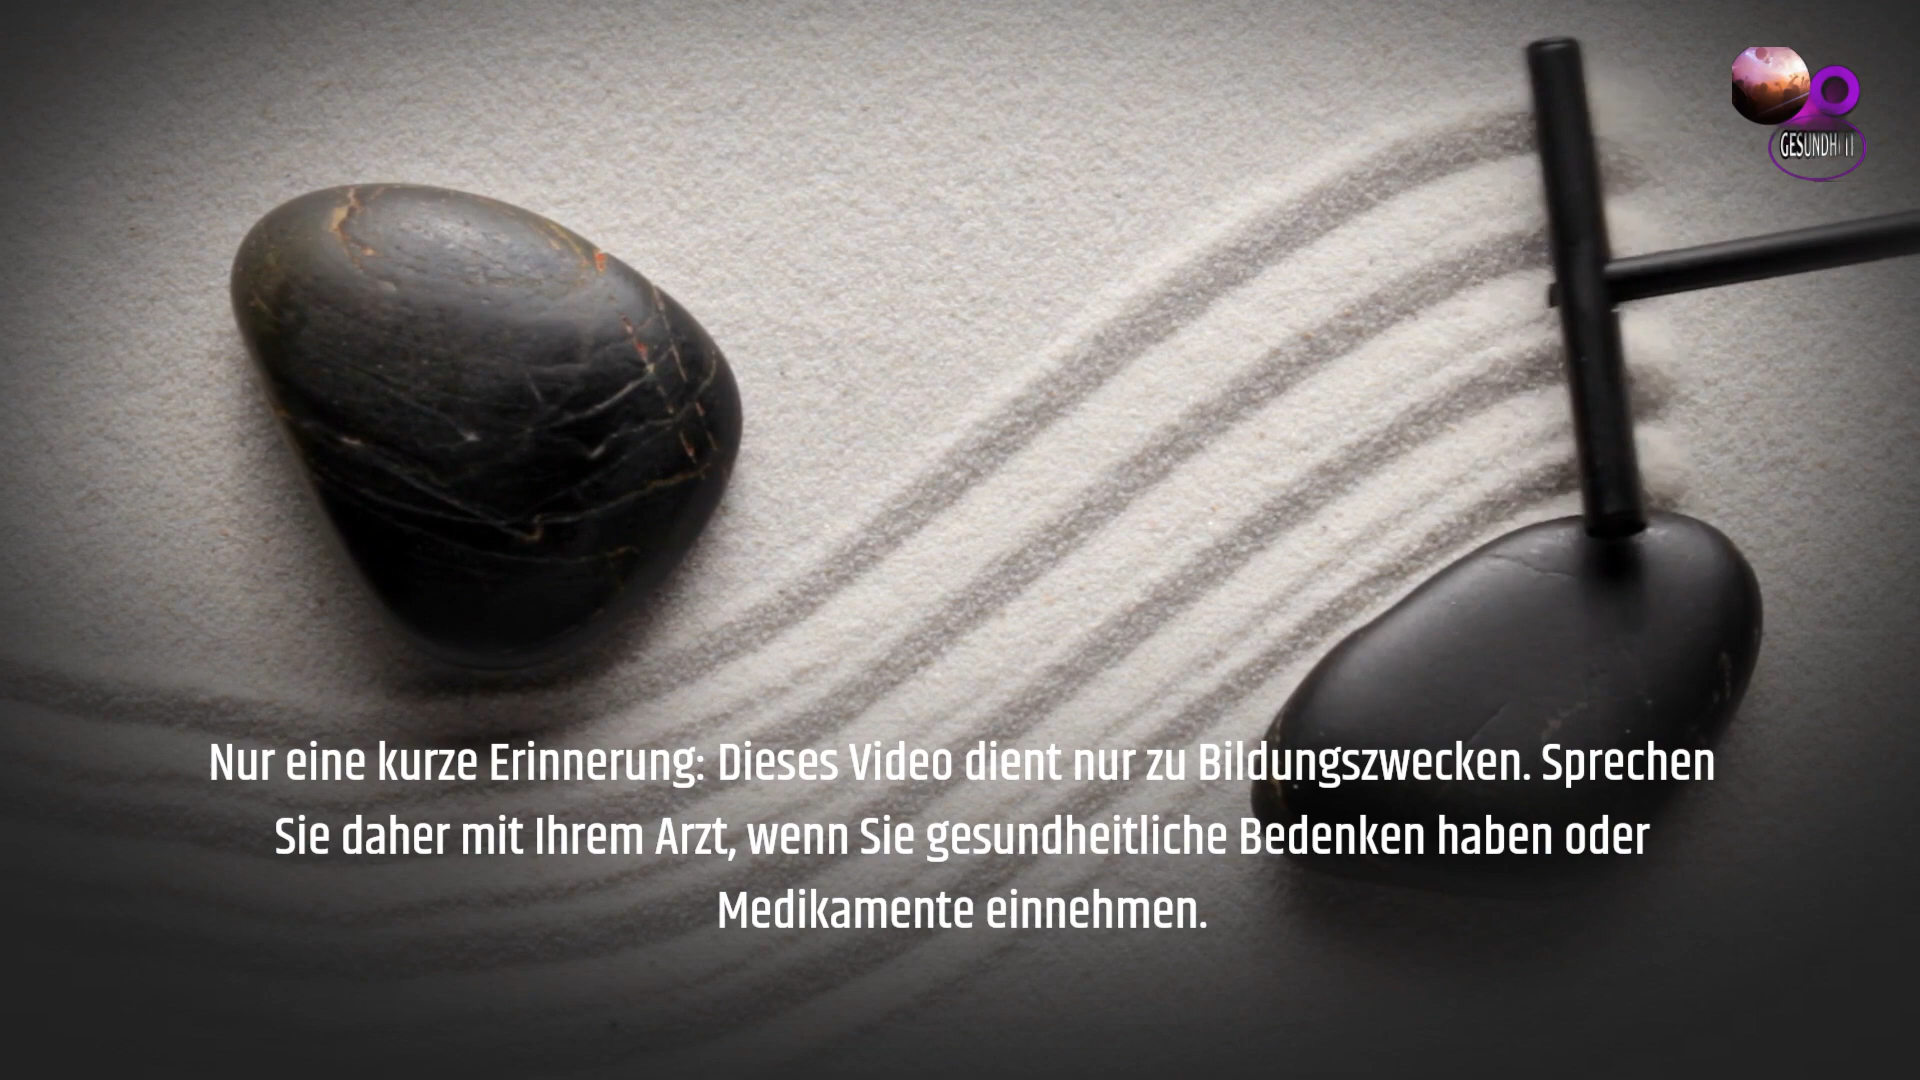 GESUNDHEIT
Nur eine kurze Erinnerung: Dieses Video dient nur zu Bildungszwecken. Sprechen
Sie daher mit Ihrem Arzt, wenn Sie gesundheitliche Bedenken haben oder
Medikamente einnehmen.